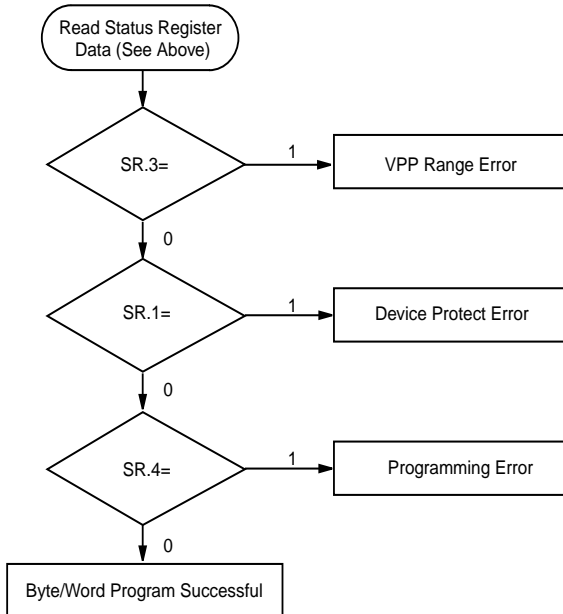 Read Status Register
Data (See Above)
SR.3=
1
VPP Range Error
0
SR.1=
1
Device Protect Error
0
SR.4=
1
Programming Error
0
Byte/Word Program Successful